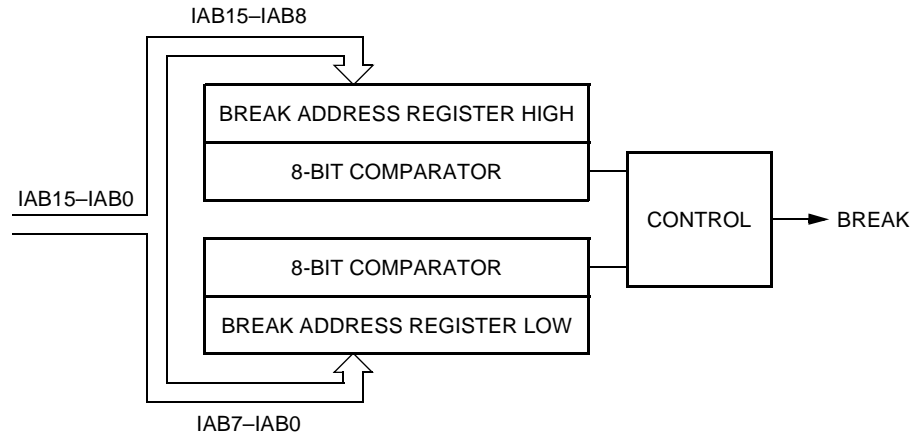 IAB15–IAB8
BREAK ADDRESS REGISTER HIGH
8-BIT COMPARATOR
IAB15–IAB0
CONTROL
BREAK
8-BIT COMPARATOR
BREAK ADDRESS REGISTER LOW
IAB7–IAB0